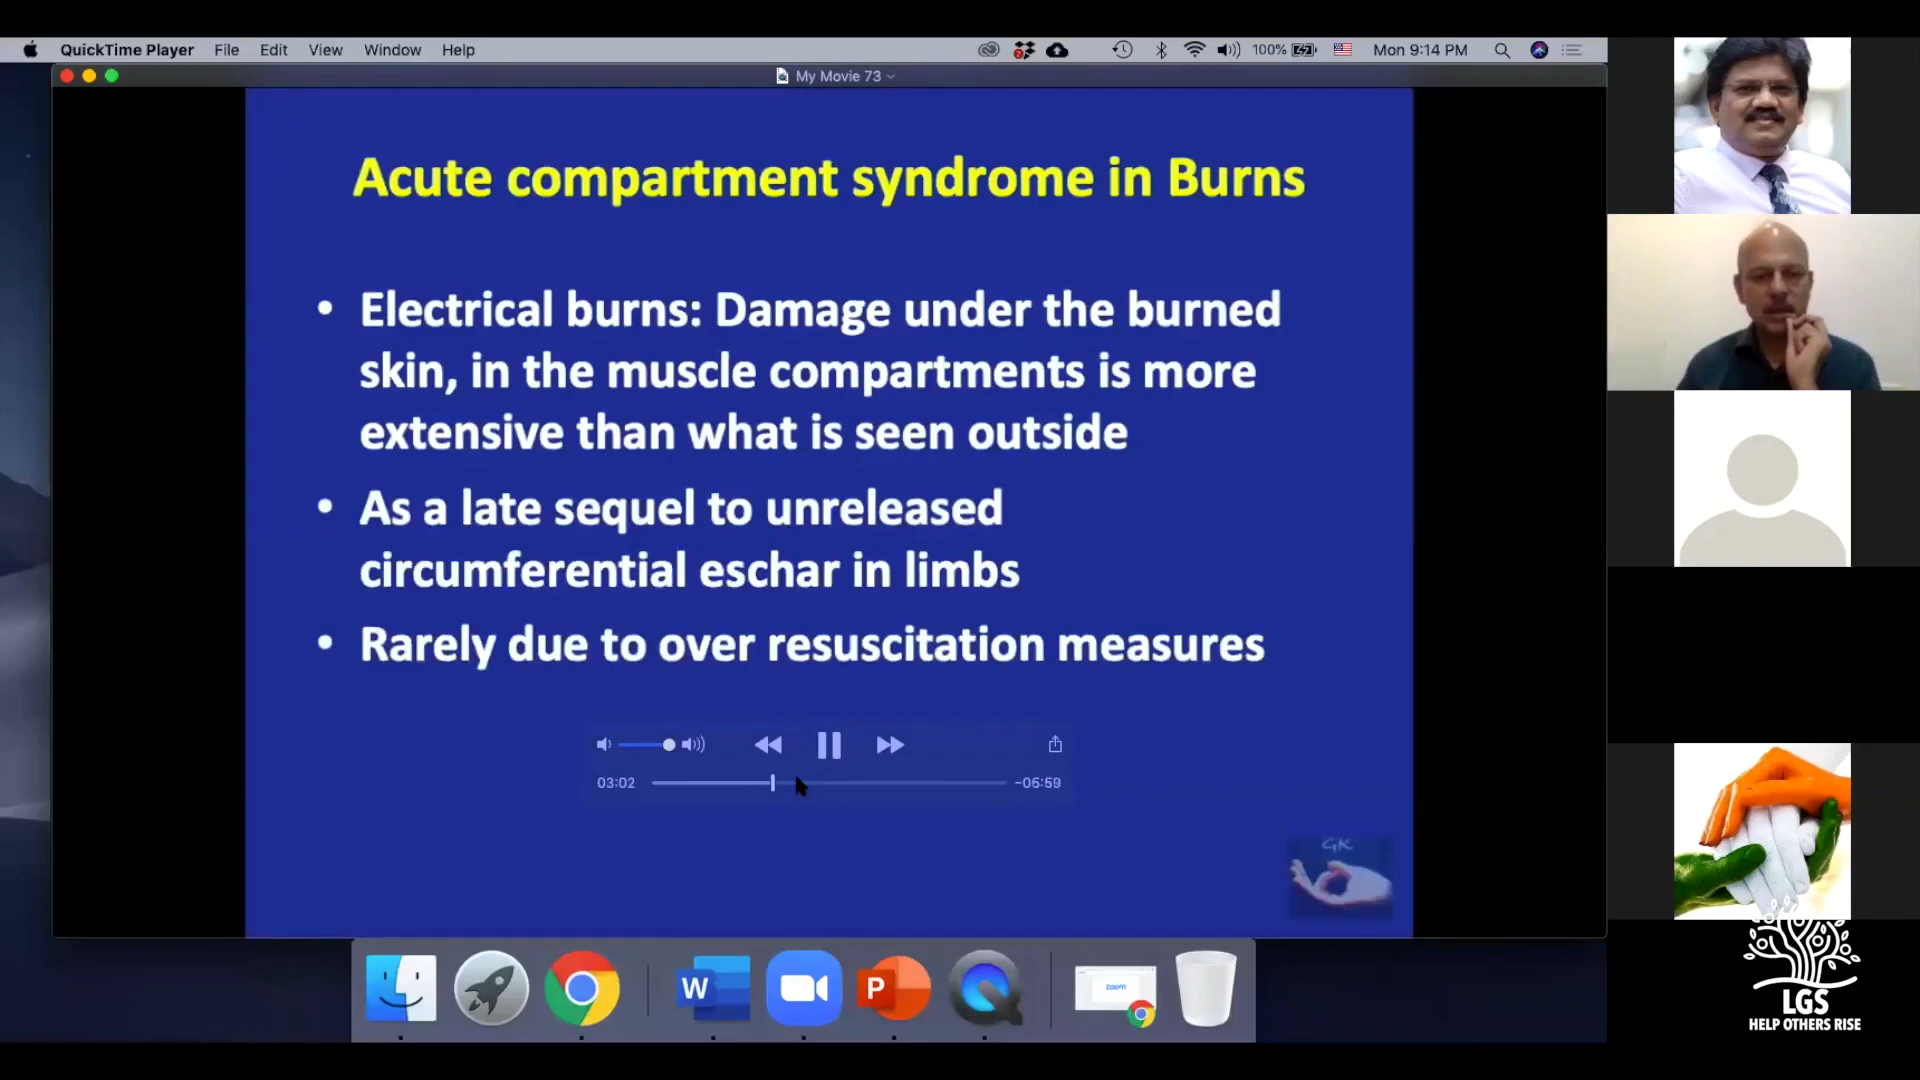 QuickTime Player File Edit View Window Help 100% Mon 9:14 PM
My Movie 73
Acute compartment syndrome in Burns
• Electrical burns: Damage under the burned
skin, in the muscle compartments is more
extensive than what is seen outside
• As a late sequel to unreleased
circumferential eschar in limbs
• Rarely due to over resuscitation measures
03:02 -06:59
GK
W P zoom
LGS
HELP OTHERS RISE